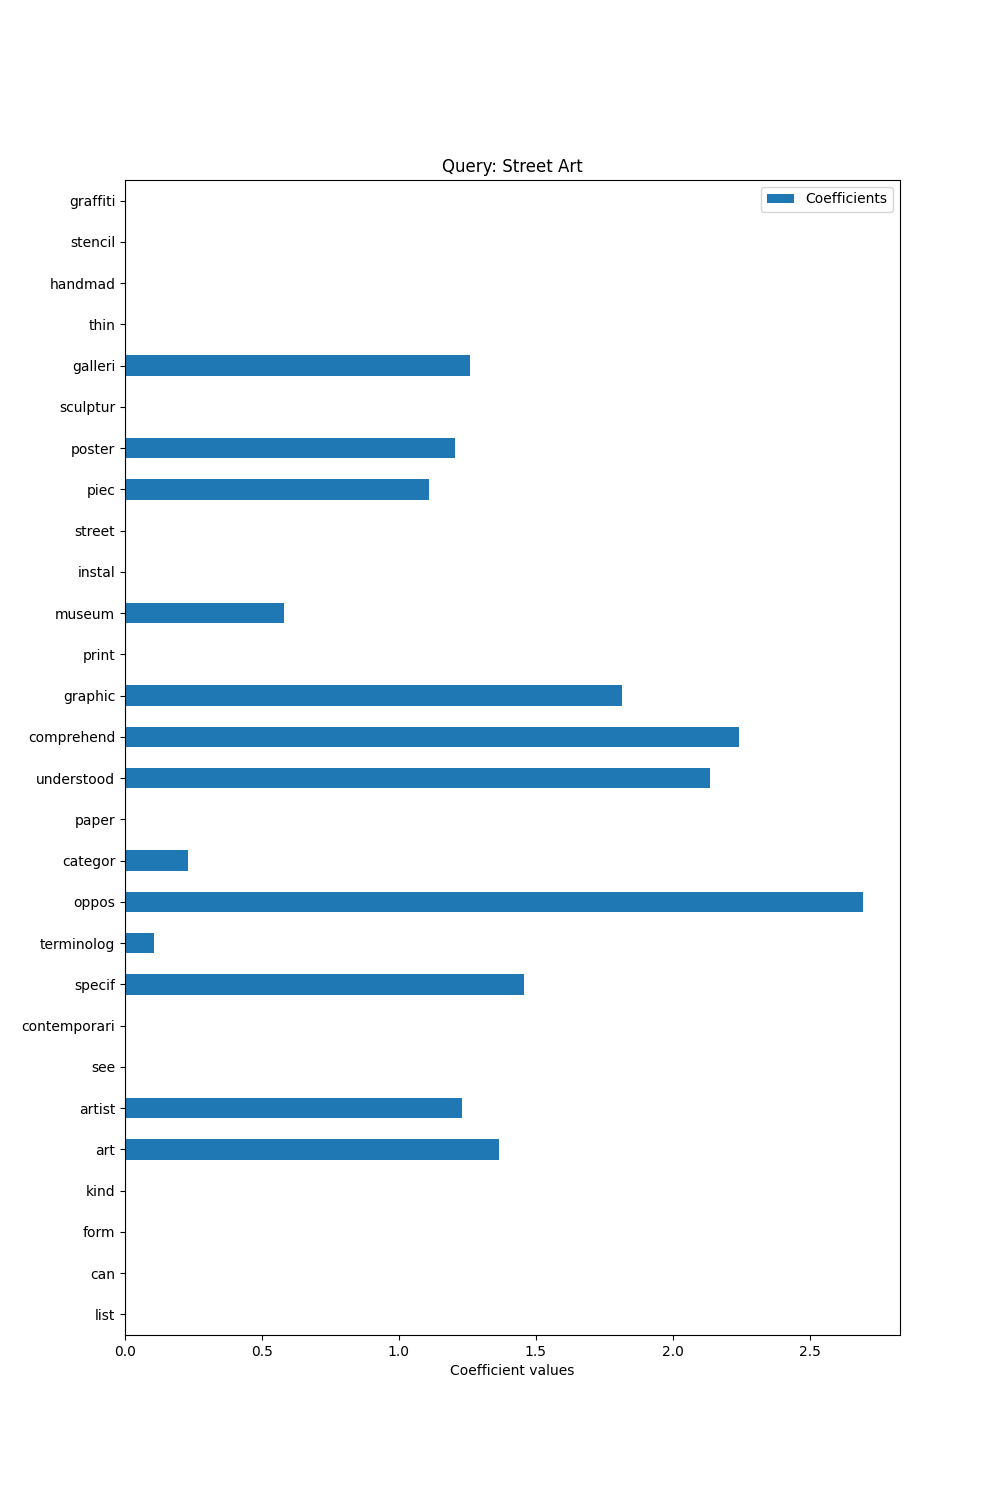 Query: Street Art
Coefficients
graffiti
stencil
handmad
thin
galleri
sculptur
poster
piec
street
instal
museum
print
graphic
comprehend
understood
paper
categor
oppos
terminolog
specif
contemporari
see
artist
art
kind
form
can
list
0.0 0.5 1.0 1.5 2.0 2.5
Coefficient values